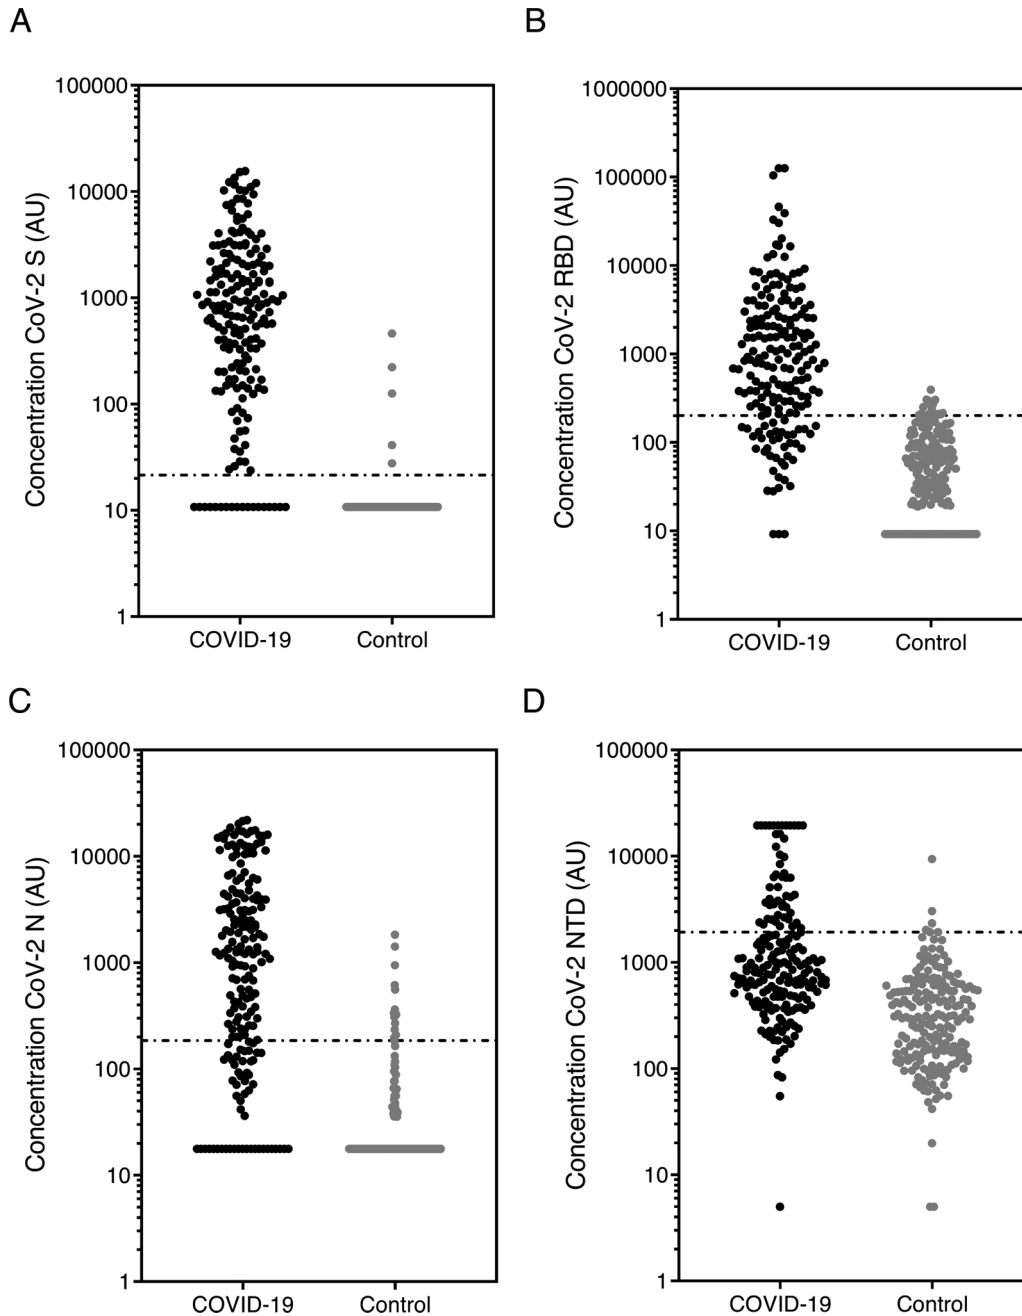 A
Concentration CoV-2 S (AU)
100000
10000
1000
100
10
1
COVID-19
Control
B
Concentration CoV-2 RBD (AU)
1000000
100000
10000
1000
100
10
1
COVID-19
Control
C
Concentration CoV-2 N (AU)
100000
10000
1000
100
10
1
COVID-19
Control
D
Concentration CoV-2 NTD (AU)
100000
10000
1000
100
10
1
COVID-19
Control